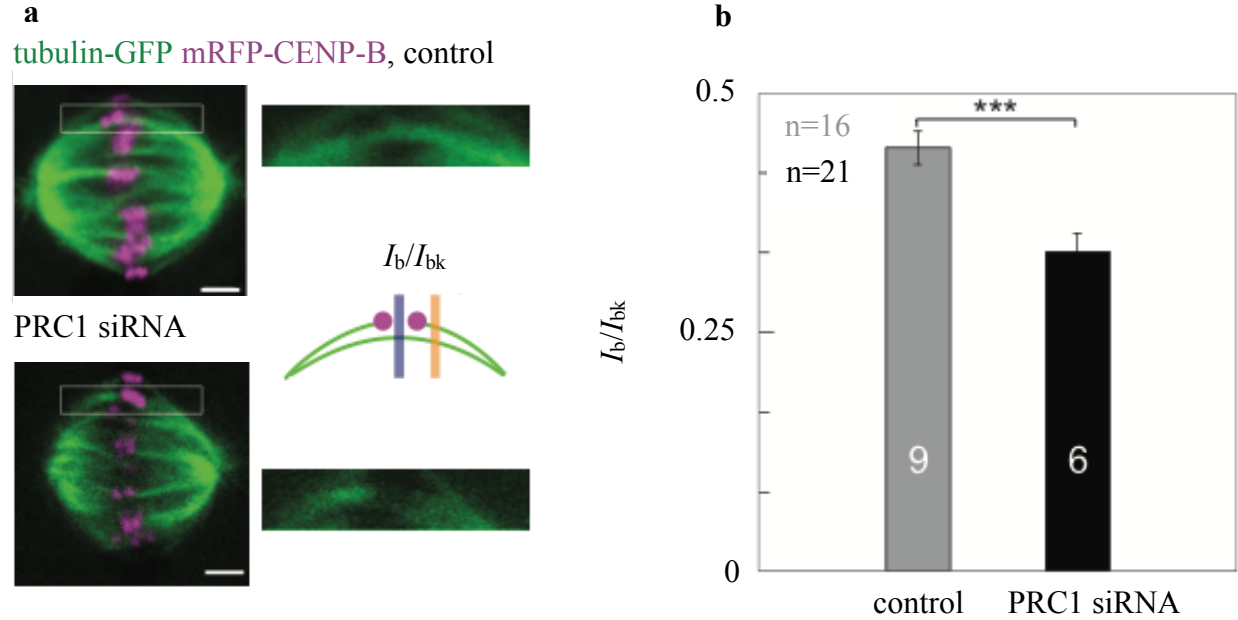 a
tubulin-GFP mRFP-CENP-B, control
PRC1 siRNA
Ib/Ibk
b
0.5
0.25
0
Ib/Ibk
n=16
n=21
***
9
6
control
PRC1 siRNA